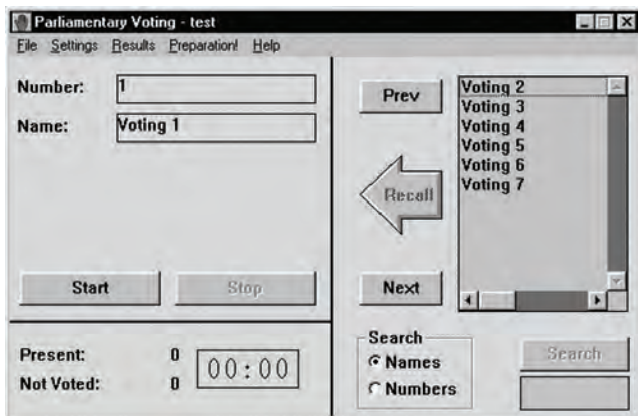 Parliamentary Voting - test
File Settings Results Preparation! Help
Number: 1
Name: Voting 1
Start Stop
Present: 0
Not Voted: 0
00:00
Prev
Recall
Next
Voting 2
Voting 3
Voting 4
Voting 5
Voting 6
Voting 7
Search
Names
Numbers
Search